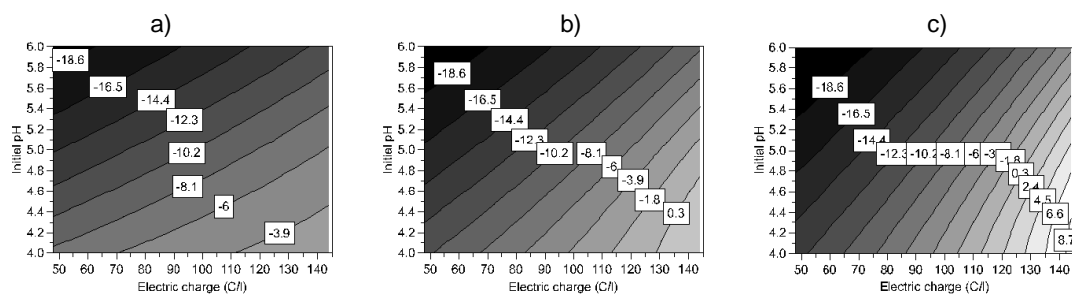 a) b) c)
6.0 5.8 5.6 5.4 5.2 5.0 4.8 4.6 4.4 4.2 4.0
Initial pH
-18.6 -16.5 -14.4 -12.3 -10.2 -8.1 -6 -3.9
50 60 70 80 90 100 110 120 130 140
Electric charge (C/l)
6.0 5.8 5.6 5.4 5.2 5.0 4.8 4.6 4.4 4.2 4.0
Initial pH
-18.6 -16.5 -14.4 -12.3 -10.2 -8.1 -6 -3.9 -1.8 0.3
50 60 70 80 90 100 110 120 130 140
Electric charge (C/l)
6.0 5.8 5.6 5.4 5.2 5.0 4.8 4.6 4.4 4.2 4.0
Initial pH
-18.6 -16.5 -14.4 -12.3 -10.2 -8.1 -6 -3 -1.8 0.3 2.4 4.5 6.6 8.7
50 60 70 80 90 100 110 120 130 140
Electric charge (C/l)